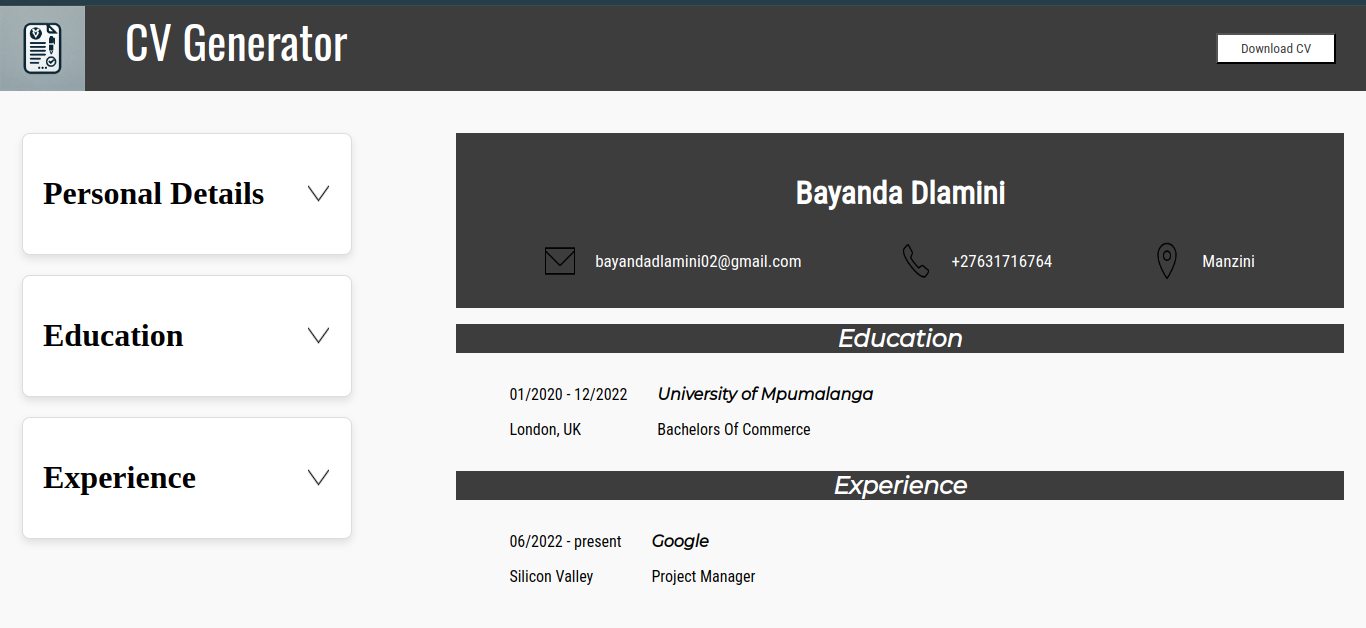 CV Generator
Download CV
Personal Details
Education
Experience
Bayanda Dlamini
bayandadlamini02@gmail.com +27631716764 Manzini
Education
01/2020 - 12/2022 University of Mpumalanga
London, UK Bachelors Of Commerce
Experience
06/2022 - present Google
Silicon Valley Project Manager